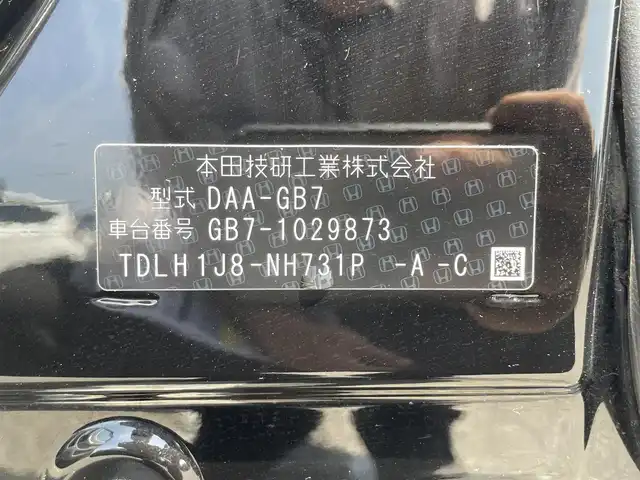 本田技研工業株式会社
型式 DAA-GB7
車台番号 GB7-1029873
TDLH1J8-NH731P -A-C